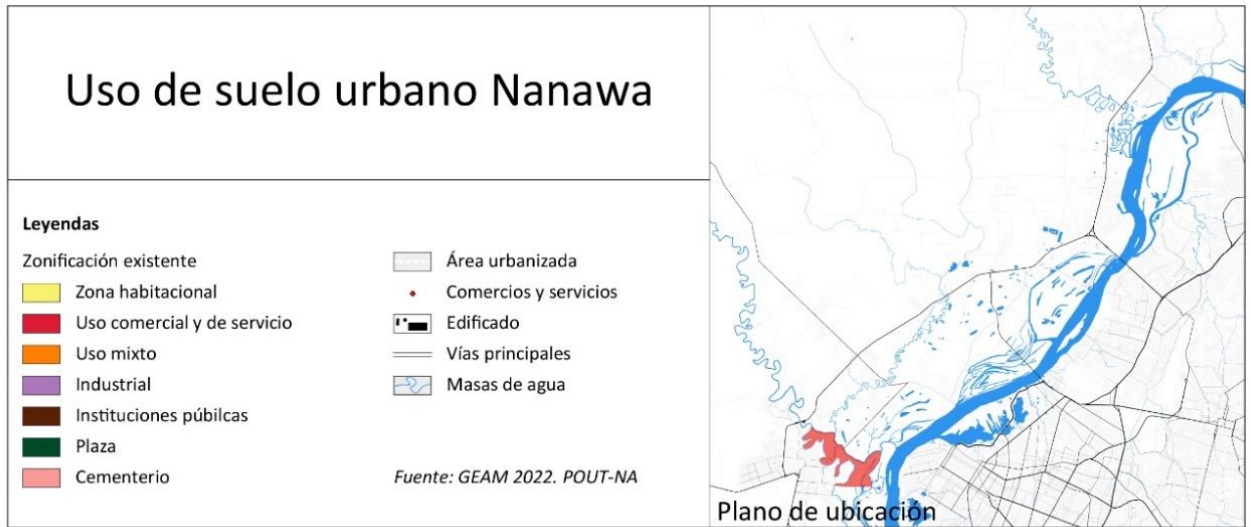 Uso de suelo urbano Nanawa
Leyendas
Zonificación existente
Zona habitacional
Uso comercial y de servicio
Uso mixto
Industrial
Instituciones púbilcas
Plaza
Cementerio
Área urbanizada
Comercios y servicios
Edificado
Vías principales
Masas de agua
Fuente: GEAM 2022. POUT-NA
Plano de ubicación